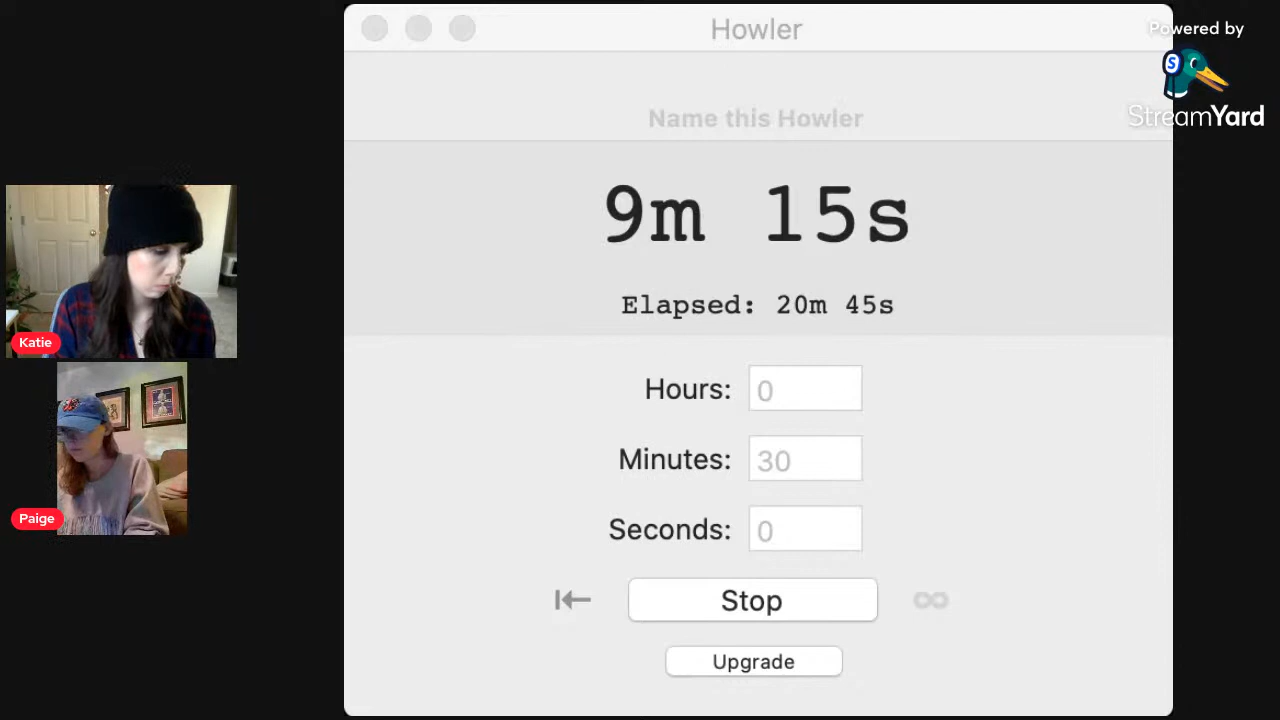 Howler
Powered by
StreamYard
Name this Howler
9m 15s
Elapsed: 20m 45s
Katie
Paige
Hours: 0
Minutes: 30
Seconds: 0
Stop
Upgrade